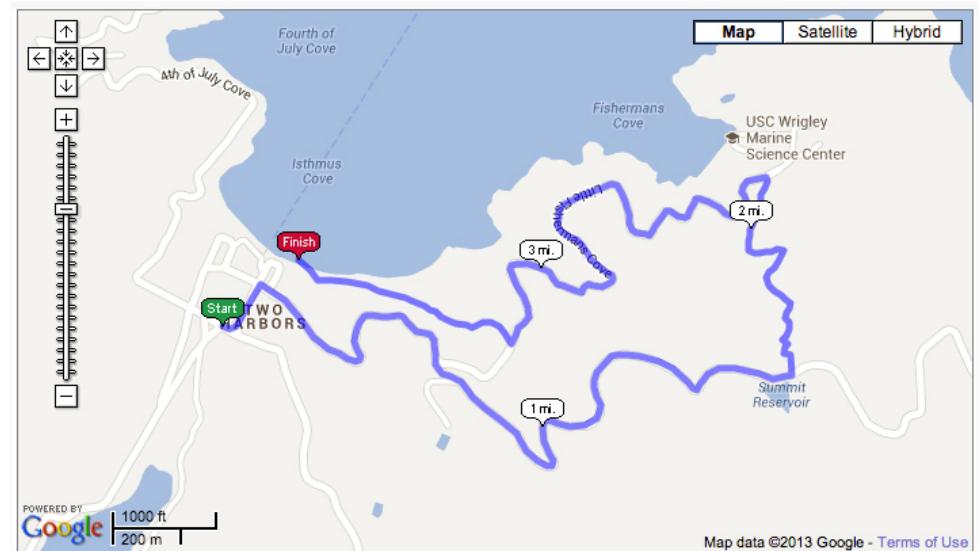 Fourth of
July Cove
Map
Satellite
Hybrid
4th of July Cove
Fishermans
Cove
USC Wrigley
Marine
Science Center
Isthmus
Cove
Little Fishermans Cove
2 mi.
Finish
3 mi.
Start
TWO
HARBORS
Summit
Reservoir
1 mi.
POWERED BY
Google
1000 ft
200 m
Map data ©2013 Google - Terms of Use